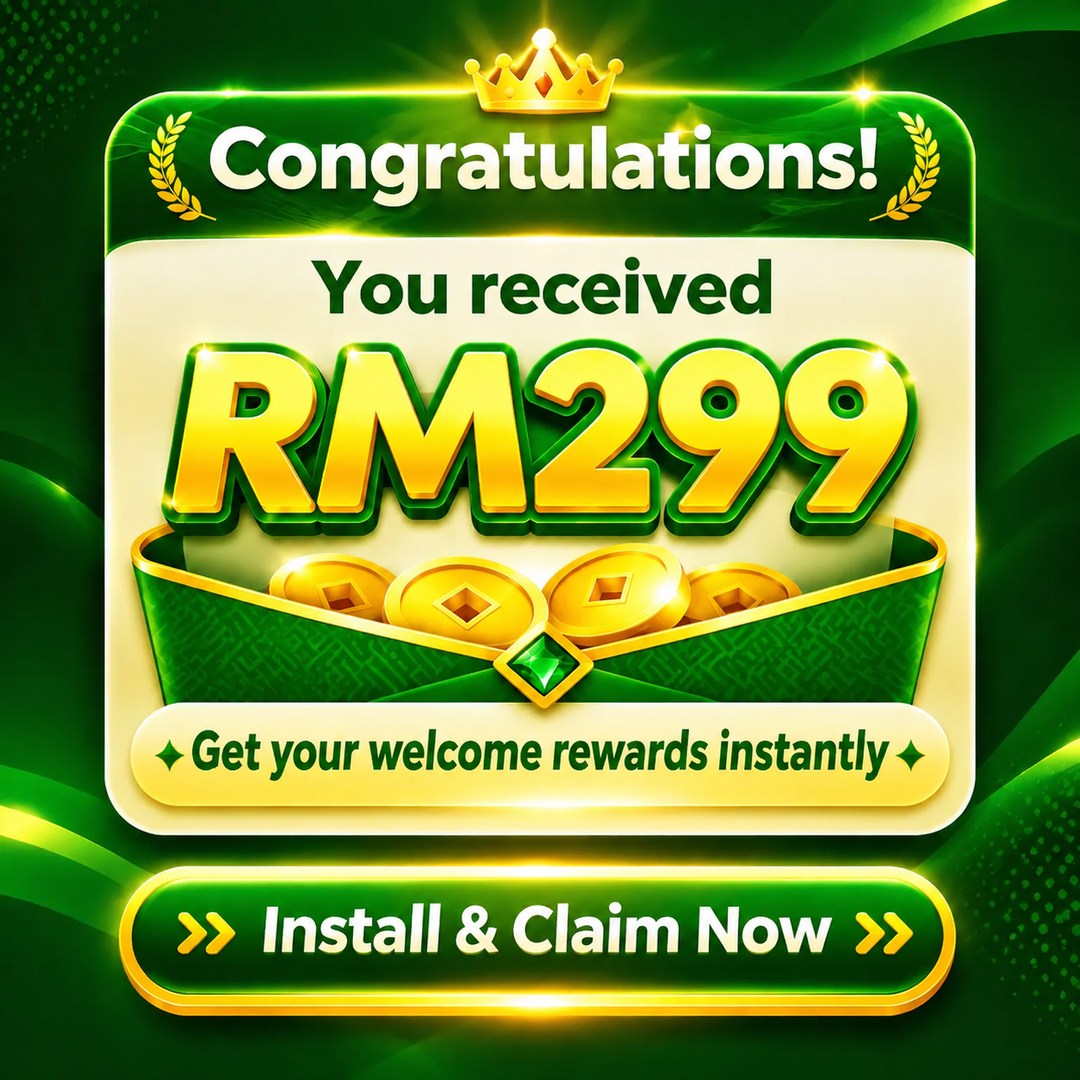 Congratulations!
You received
RM299
Get your welcome rewards instantly
Install & Claim Now